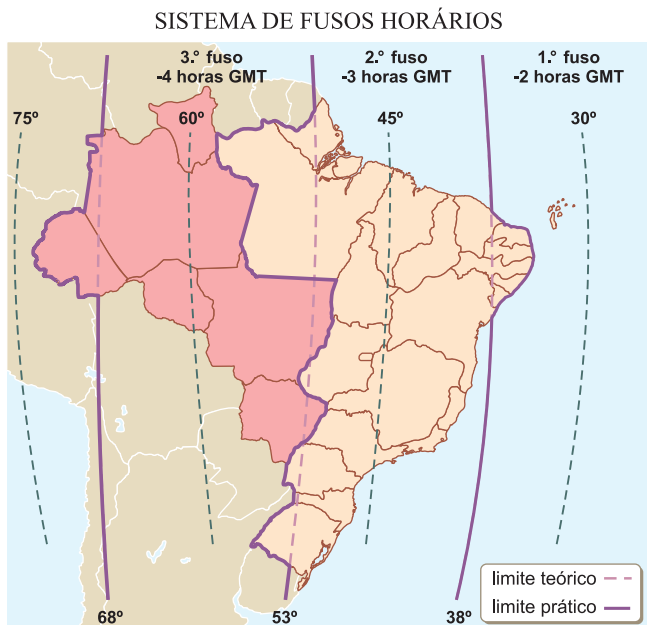 SISTEMA DE FUSOS HORÁRIOS
3.° fuso
-4 horas GMT
2.° fuso
-3 horas GMT
1.° fuso
-2 horas GMT
75º
60º
45º
30º
68º
53º
38º
limite teórico
limite prático